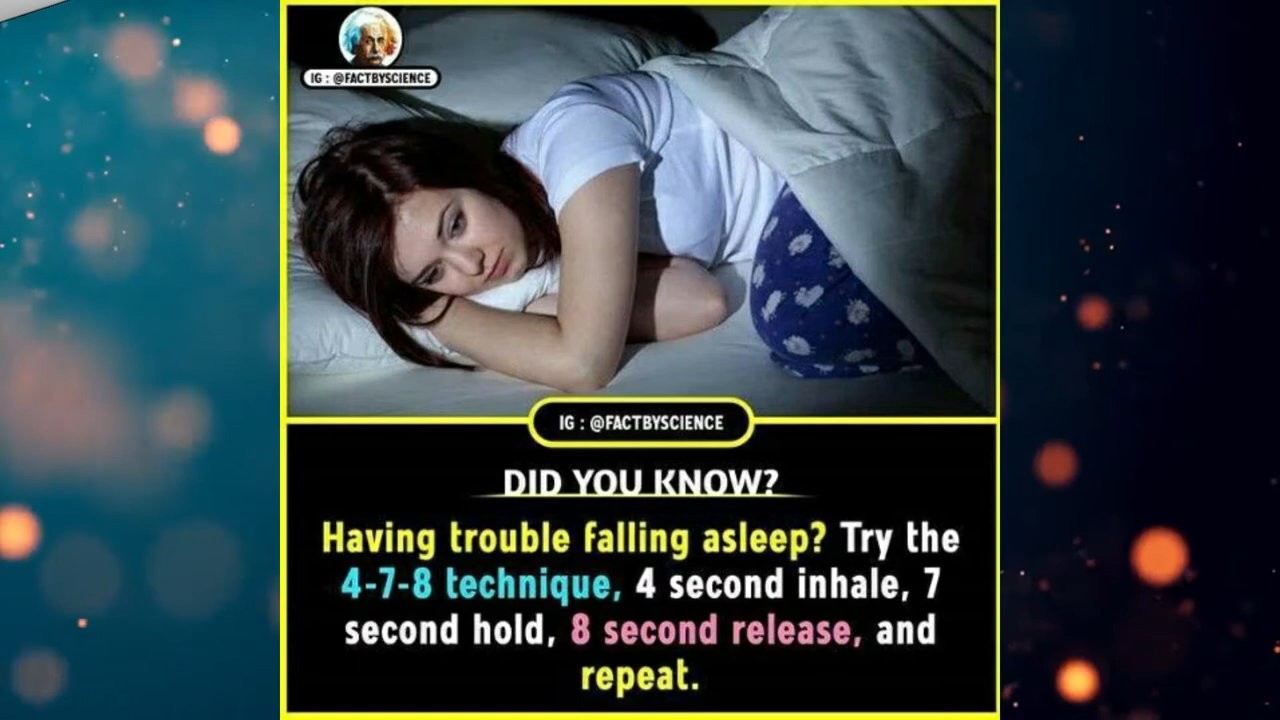 IG : @FACTBYSCIENCE
IG : @FACTBYSCIENCE
DID YOU KNOW?
Having trouble falling asleep? Try the
4-7-8 technique, 4 second inhale, 7
second hold, 8 second release, and
repeat.